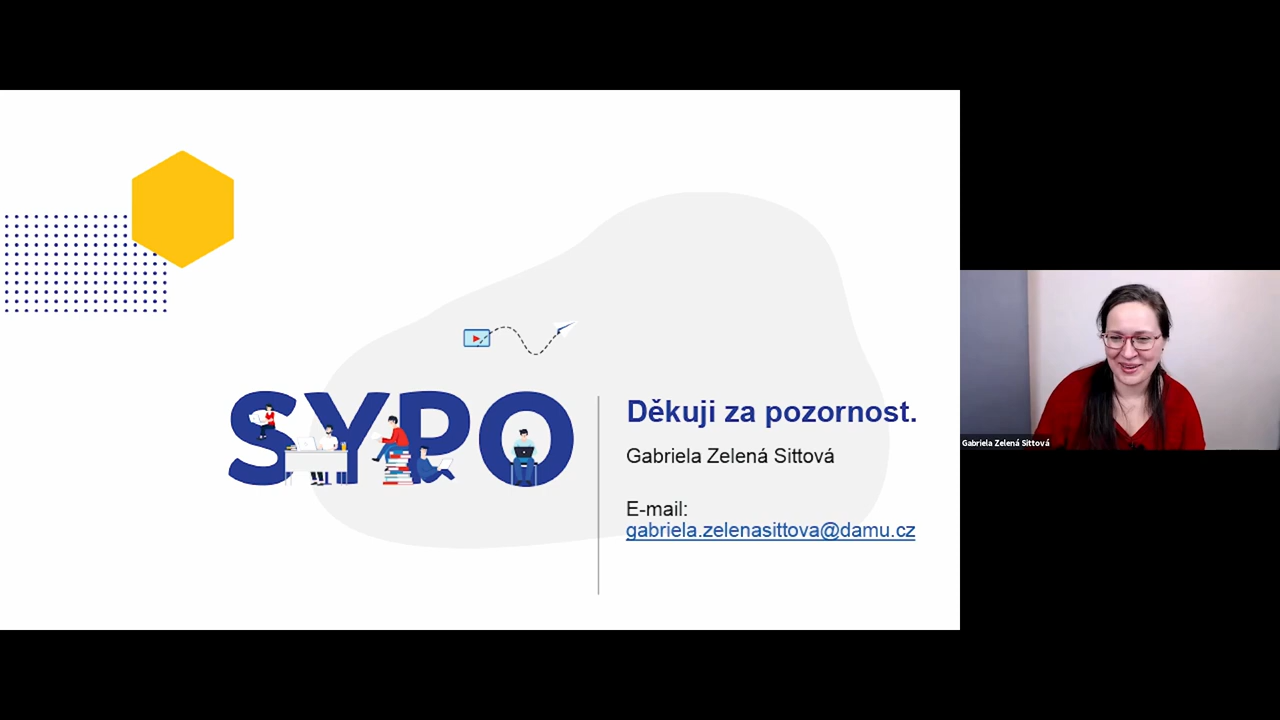 SYPO
Děkuji za pozornost.
Gabriela Zelená Sittová
E-mail:
gabriela.zelenasittova@damu.cz
Gabriela Zelená Sittová